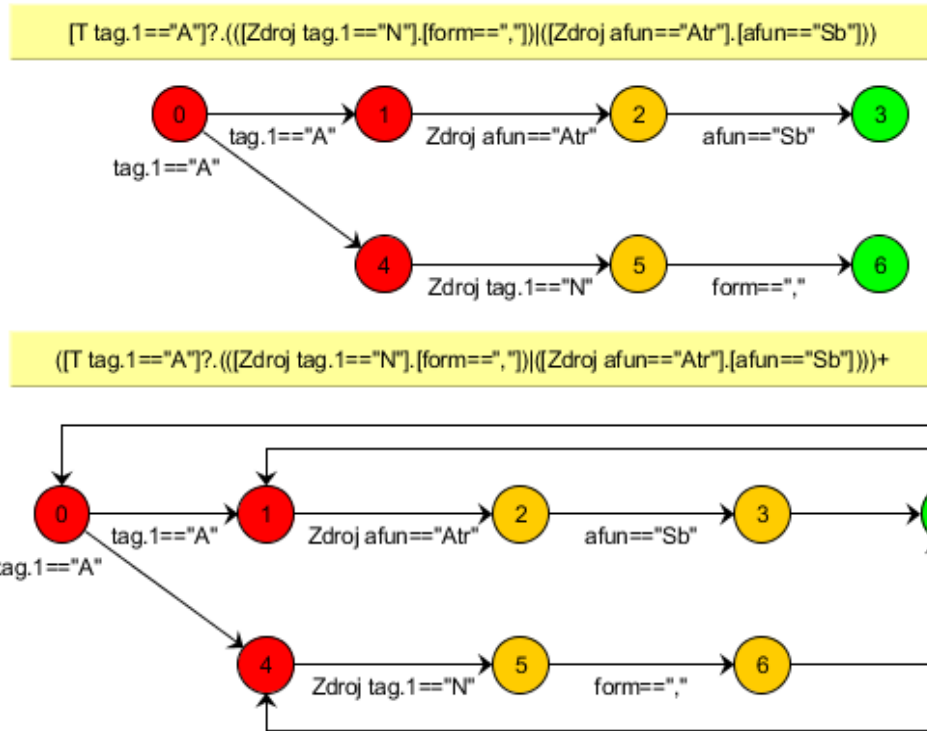 [T tag.1=="A"]?.(([Zdroj tag.1=="N"].[form==","])|([Zdroj afun=="Atr"].[afun=="Sb"]))
0
1
2
3
tag.1=="A"
Zdroj afun=="Atr"
afun=="Sb"
tag.1=="A"
4
5
6
Zdroj tag.1=="N"
form==","
([T tag.1=="A"]?.(([Zdroj tag.1=="N"].[form==","])|([Zdroj afun=="Atr"].[afun=="Sb"])))+
0
1
2
3
tag.1=="A"
Zdroj afun=="Atr"
afun=="Sb"
tag.1=="A"
4
5
6
Zdroj tag.1=="N"
form==","